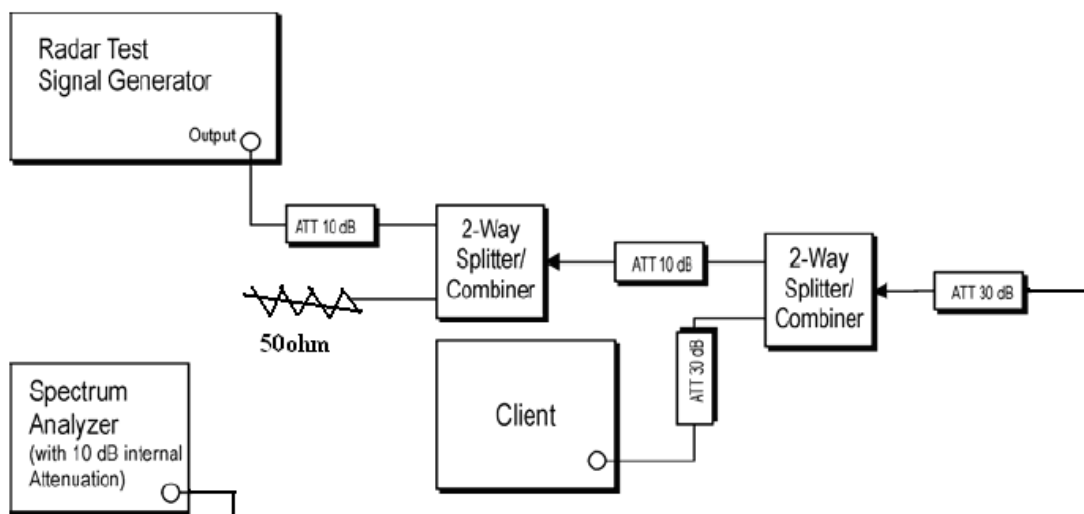 Radar Test
Signal Generator
Output
ATT 10 dB
2-Way
Splitter/
Combiner
ATT 10 dB
2-Way
Splitter/
Combiner
ATT 30 dB
50ohm
ATT 30 dB
Client
Spectrum
Analyzer
(with 10 dB internal
Attenuation)